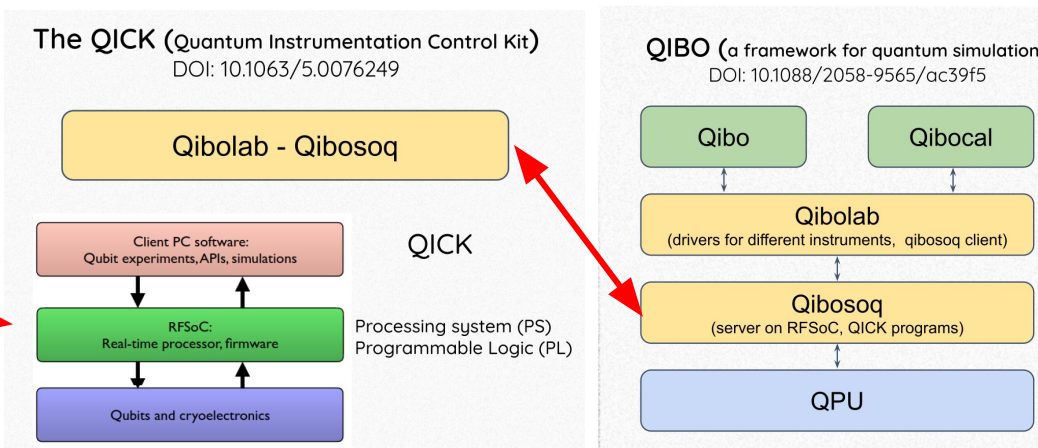 The QICK (Quantum Instrumentation Control Kit)
DOI: 10.1063/5.0076249
Qibolab - Qibosoq
Client PC software:
Qubit experiments, APIs, simulations
QICK
RFSoC:
Real-time processor, firmware
Processing system (PS)
Programmable Logic (PL)
Qubits and cryoelectronics
QIBO (a framework for quantum simulation
DOI: 10.1088/2058-9565/ac39f5
Qibo
Qibocal
Qibolab
(drivers for different instruments, qibosoq client)
Qibosoq
(server on RFSoC, QICK programs)
QPU